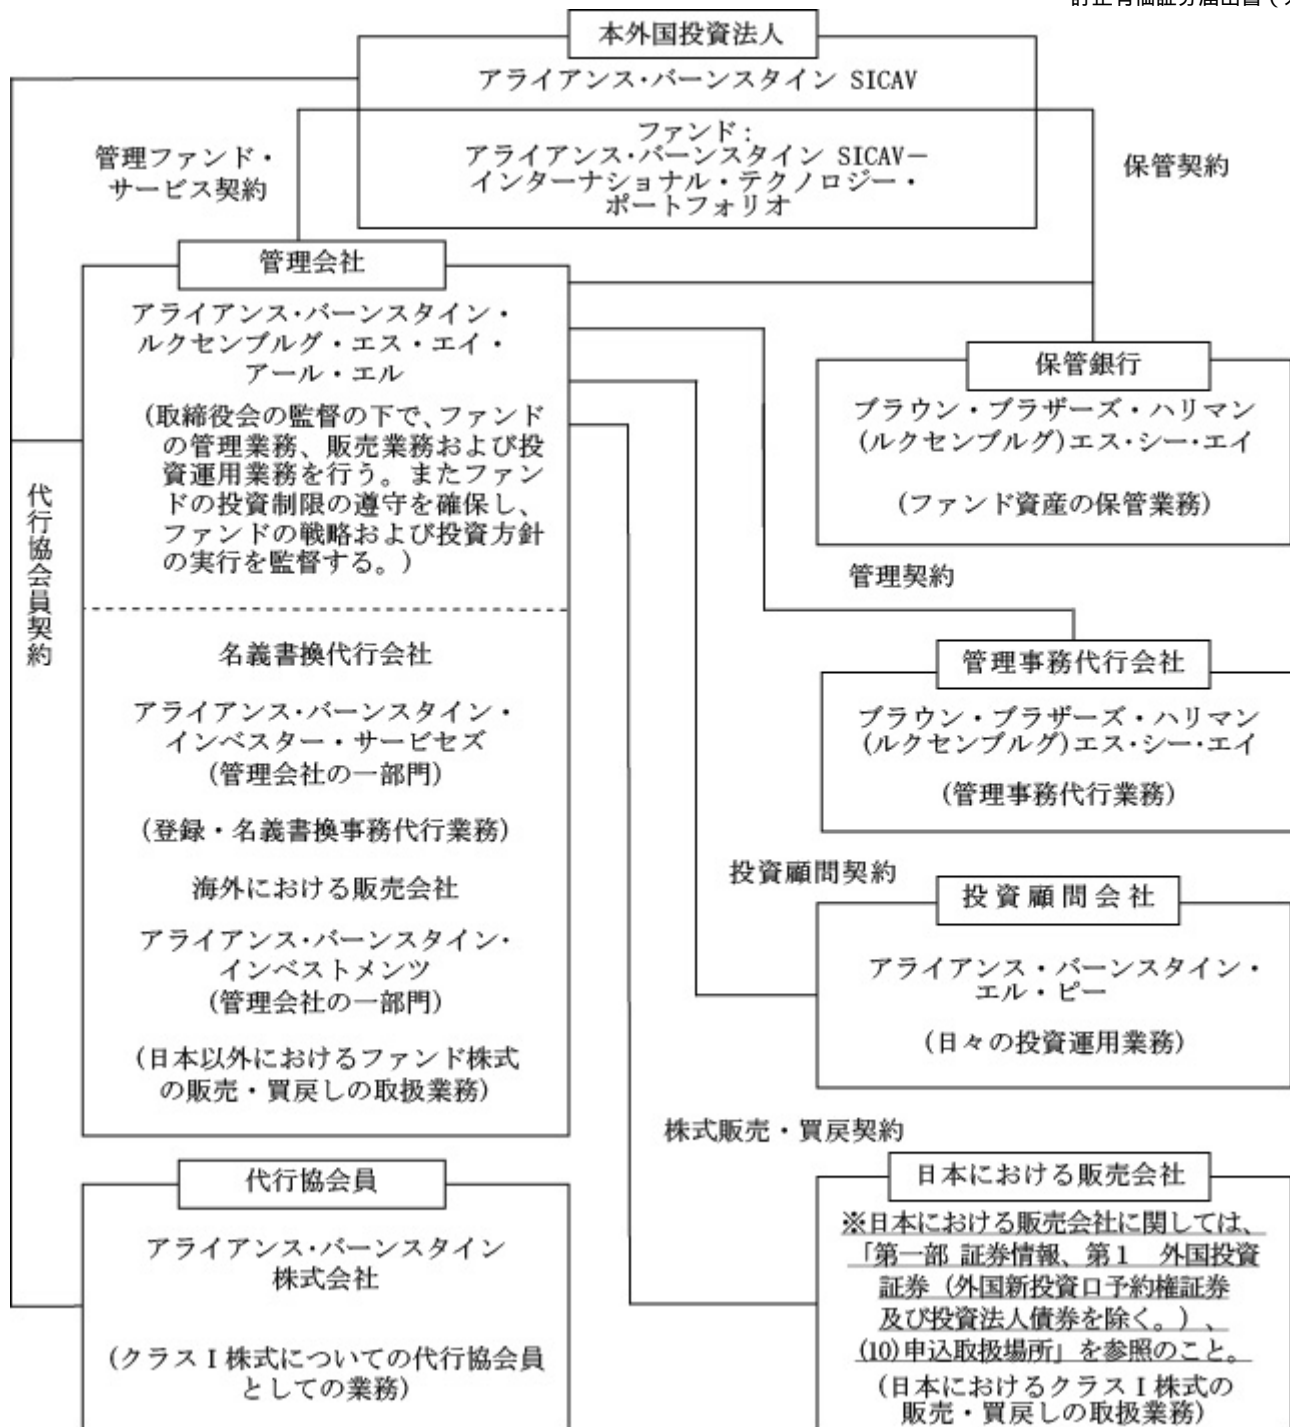 本外国投資法人
アライアンス・バーンスタイン SICAV
ファンド：
アライアンス・バーンスタイン SICAV－
インターナショナル・テクノロジー・
ポートフォリオ
管理ファンド・
サービス契約
保管契約
管理会社
アライアンス・バーンスタイン・
ルクセンブルグ・エス・エイ・
アール・エル
(取締役会の監督の下で、ファンド
の管理業務、販売業務および投
資運用業務を行う。またファン
ドの投資制限の遵守を確保し、
ファンドの戦略および投資方針
の実行を監督する。)
名義書換代行会社
アライアンス・バーンスタイン・
インベスター・サービセズ
(管理会社の一部門)
(登録・名義書換事務代行業務)
海外における販売会社
アライアンス・バーンスタイン・
インベストメンツ
(管理会社の一部門)
(日本以外におけるファンド株式
の販売・買戻しの取扱業務)
代行協会員契約
代行協会員
アライアンス・バーンスタイン
株式会社
(クラスＩ株式についての代行協会員
としての業務)
保管銀行
ブラウン・ブラザーズ・ハリマン
(ルクセンブルグ)エス・シー・エイ
(ファンド資産の保管業務)
管理契約
管理事務代行会社
ブラウン・ブラザーズ・ハリマン
(ルクセンブルグ)エス・シー・エイ
(管理事務代行業務)
投資顧問契約
投資顧問会社
アライアンス・バーンスタイン・
エル・ピー
(日々の投資運用業務)
株式販売・買戻契約
日本における販売会社
※日本における販売会社に関しては、
「第一部 証券情報、第１　外国投資
証券（外国新投資口予約権証券
及び投資法人債券を除く。）、
(10)申込取扱場所」を参照のこと。
(日本におけるクラスＩ株式の
販売・買戻しの取扱業務)